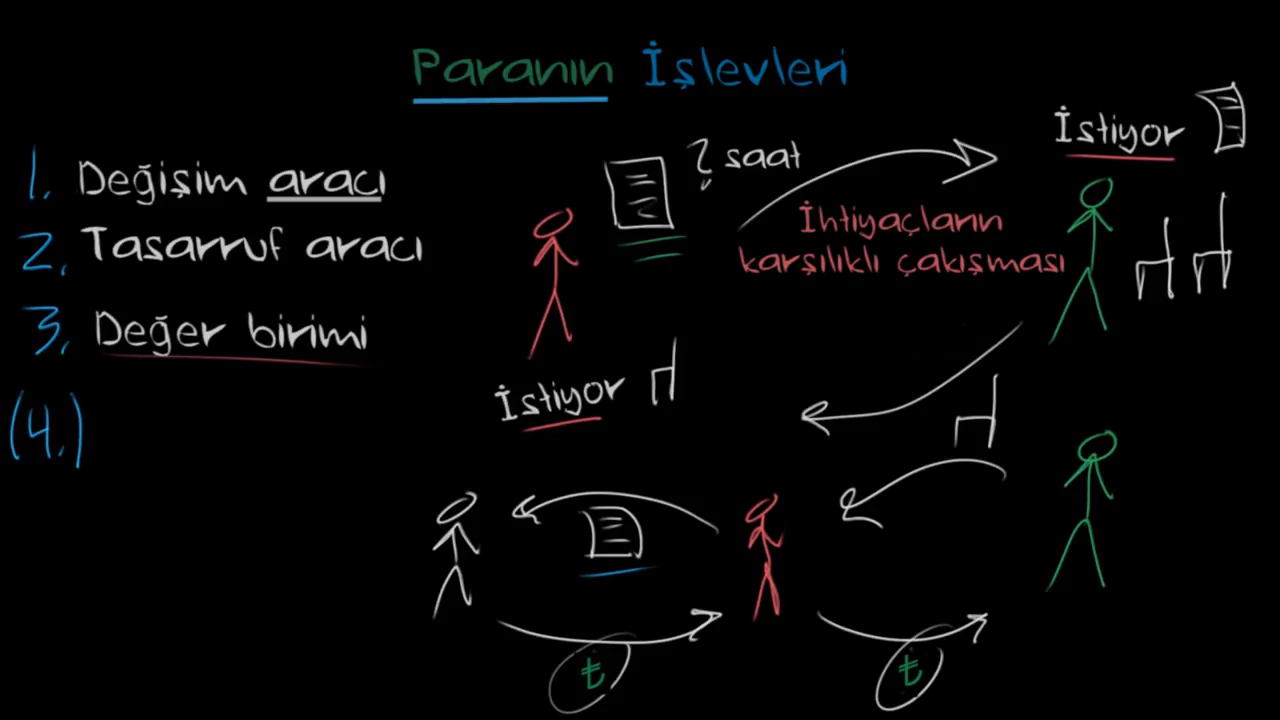 Paranın İşlevleri
1. Değişim aracı
2. Tasarruf aracı
3. Değer birimi
(4.)
? saat
İstiyor
İhtiyaçların
karşılıklı çakışması
İstiyor
₺
₺